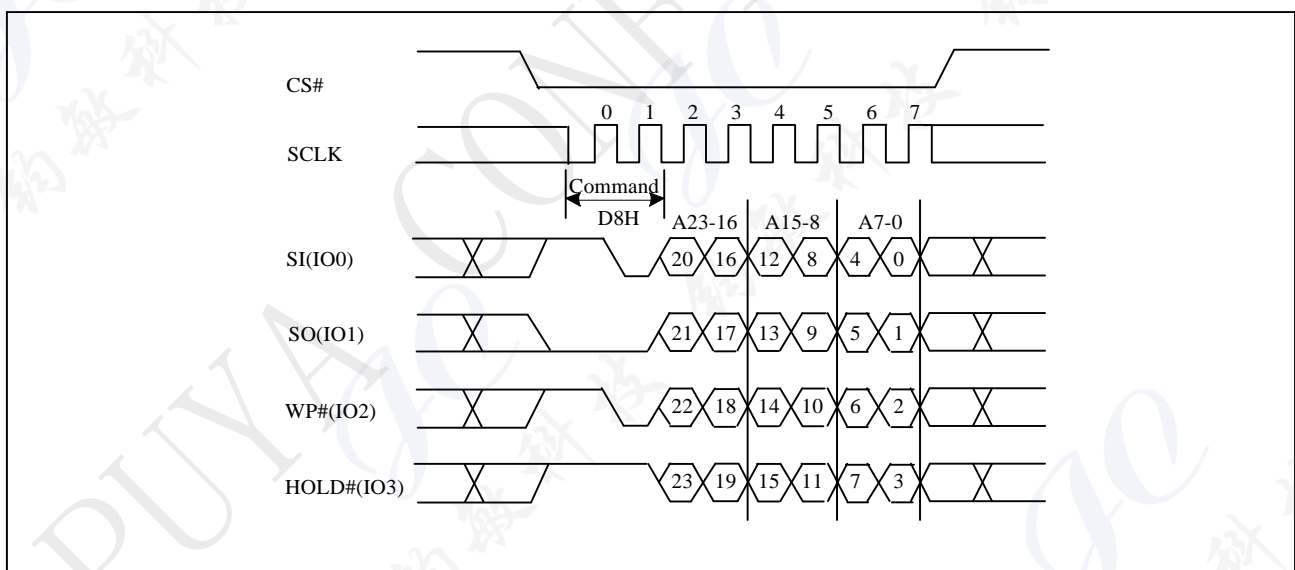 CS#
0 1 2 3 4 5 6 7
SCLK
Command
D8H
A23-16 A15-8 A7-0
SI(IO0) 20 16 12 8 4 0
SO(IO1) 21 17 13 9 5 1
WP#(IO2) 22 18 14 10 6 2
HOLD#(IO3) 23 19 15 11 7 3
PUYA CONF